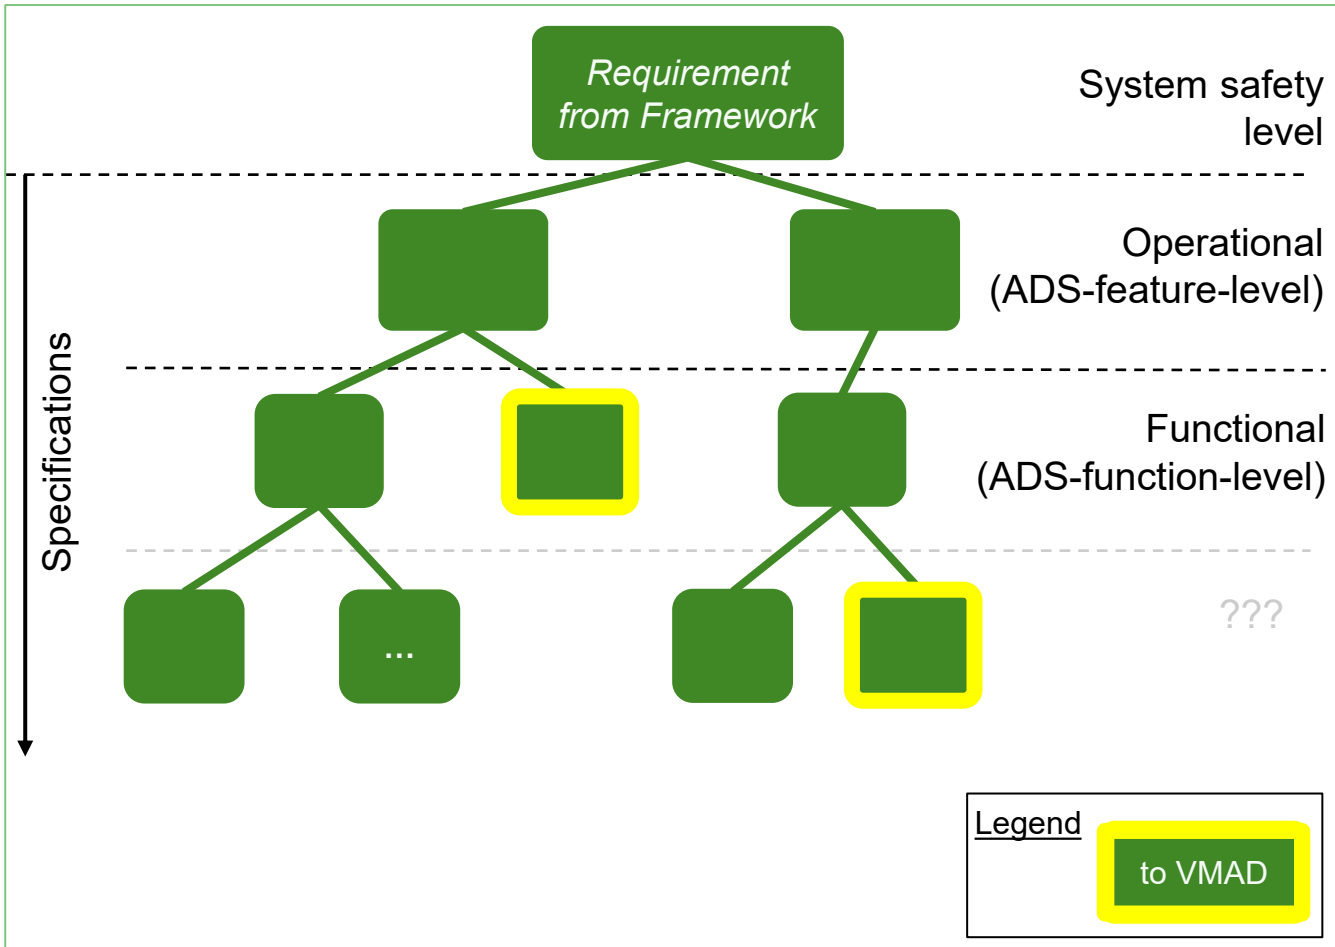 Requirement
from Framework
System safety
level
Operational
(ADS-feature-level)
Specifications
Functional
(ADS-function-level)
...
???
Legend
to VMAD